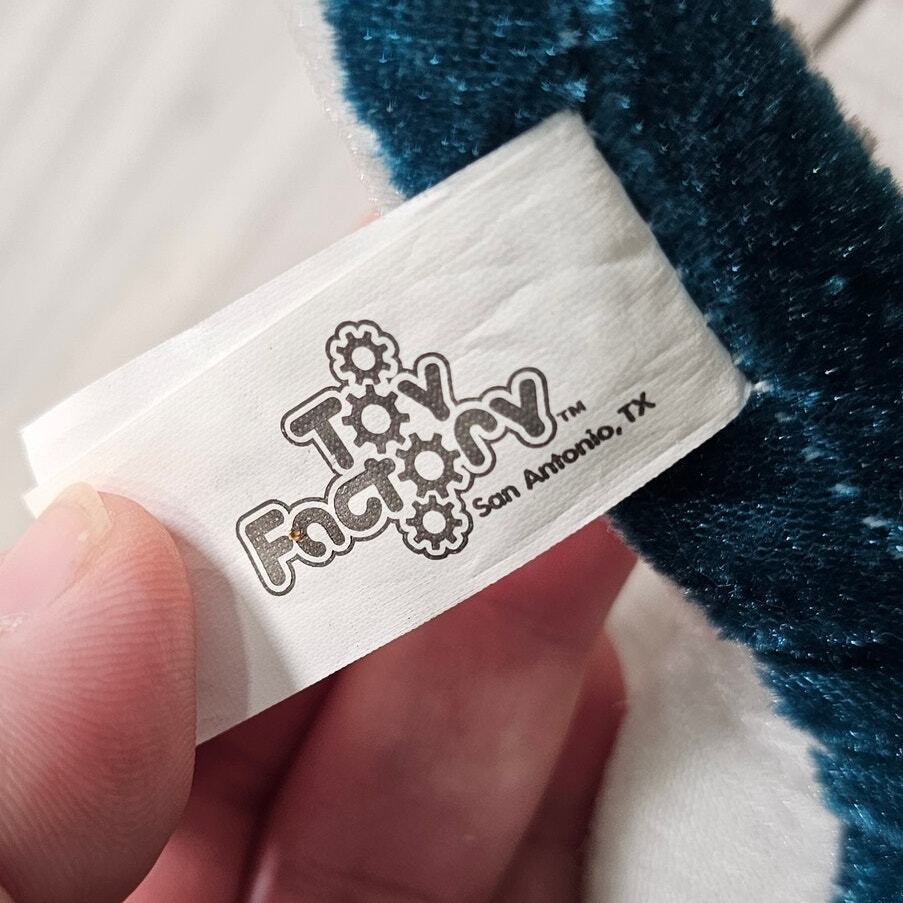 Toy
Factory™
San Antonio, TX